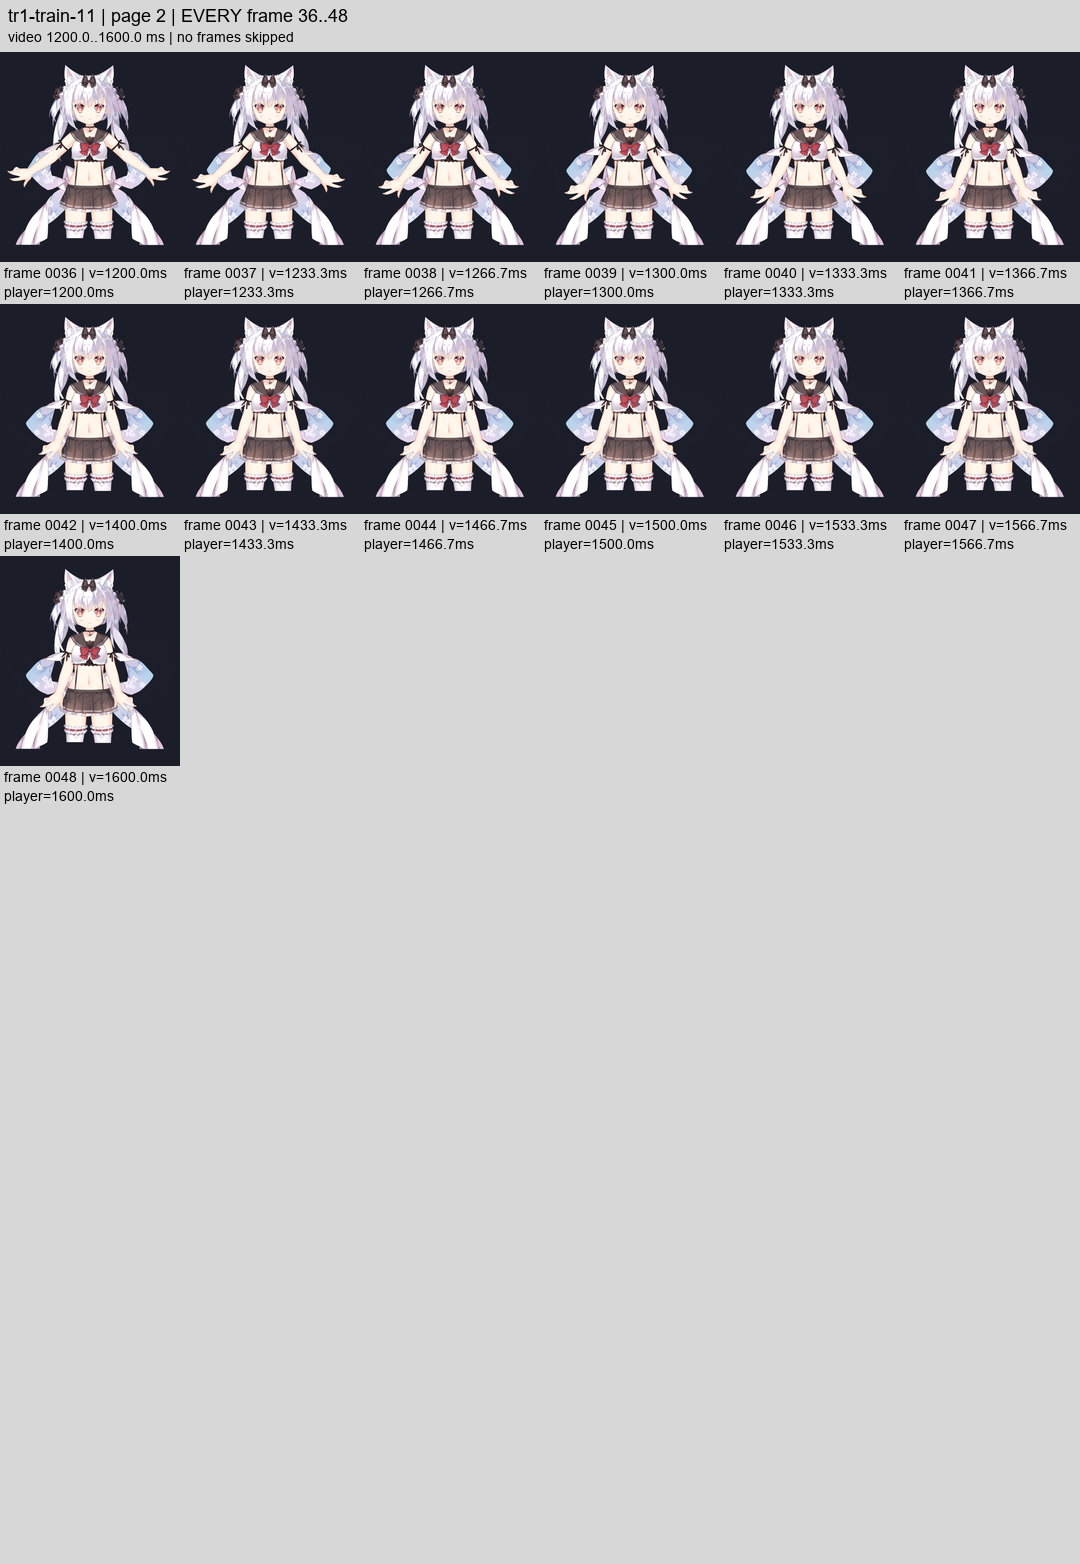 tr1-train-11 | page 2 | EVERY frame 36..48
video 1200.0..1600.0 ms | no frames skipped
frame 0036 | v=1200.0ms
player=1200.0ms
frame 0037 | v=1233.3ms
player=1233.3ms
frame 0038 | v=1266.7ms
player=1266.7ms
frame 0039 | v=1300.0ms
player=1300.0ms
frame 0040 | v=1333.3ms
player=1333.3ms
frame 0041 | v=1366.7ms
player=1366.7ms
frame 0042 | v=1400.0ms
player=1400.0ms
frame 0043 | v=1433.3ms
player=1433.3ms
frame 0044 | v=1466.7ms
player=1466.7ms
frame 0045 | v=1500.0ms
player=1500.0ms
frame 0046 | v=1533.3ms
player=1533.3ms
frame 0047 | v=1566.7ms
player=1566.7ms
frame 0048 | v=1600.0ms
player=1600.0ms